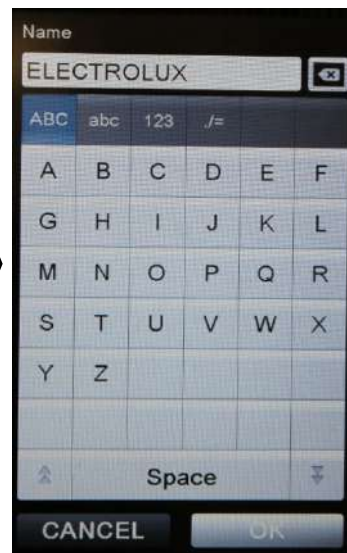 Name
ELECTROLUX
ABC abc 123 ./=
A B C D E F
G H I J K L
M N O P Q R
S T U V W X
Y Z
Space
CANCEL OK